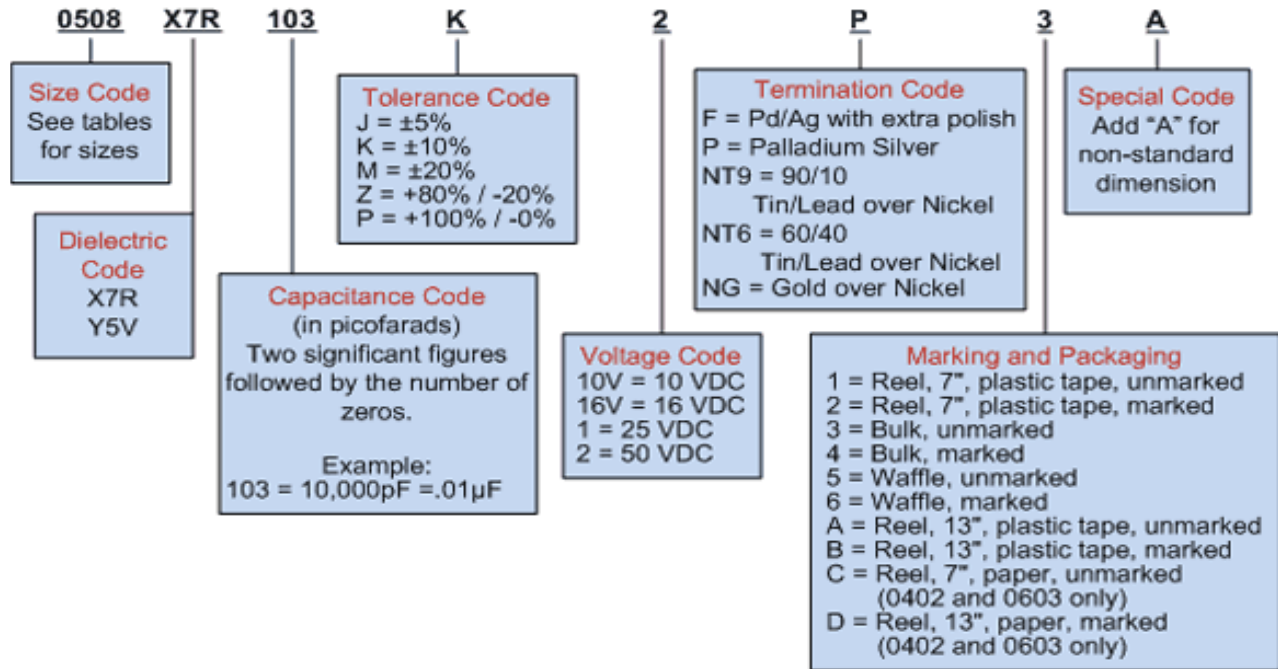 0508 X7R 103 K 2 P 3 A
Size Code
See tables
for sizes
Dielectric
Code
X7R
Y5V
Capacitance Code
(in picofarads)
Two significant figures
followed by the number of
zeros.
Example:
103 = 10,000pF =.01µF
Tolerance Code
J = ±5%
K = ±10%
M = ±20%
Z = +80% / -20%
P = +100% / -0%
Voltage Code
10V = 10 VDC
16V = 16 VDC
1 = 25 VDC
2 = 50 VDC
Termination Code
F = Pd/Ag with extra polish
P = Palladium Silver
NT9 = 90/10
Tin/Lead over Nickel
NT6 = 60/40
Tin/Lead over Nickel
NG = Gold over Nickel
Marking and Packaging
1 = Reel, 7", plastic tape, unmarked
2 = Reel, 7", plastic tape, marked
3 = Bulk, unmarked
4 = Bulk, marked
5 = Waffle, unmarked
6 = Waffle, marked
A = Reel, 13", plastic tape, unmarked
B = Reel, 13", plastic tape, marked
C = Reel, 7", paper, unmarked
(0402 and 0603 only)
D = Reel, 13", paper, marked
(0402 and 0603 only)
Special Code
Add “A” for
non-standard
dimension